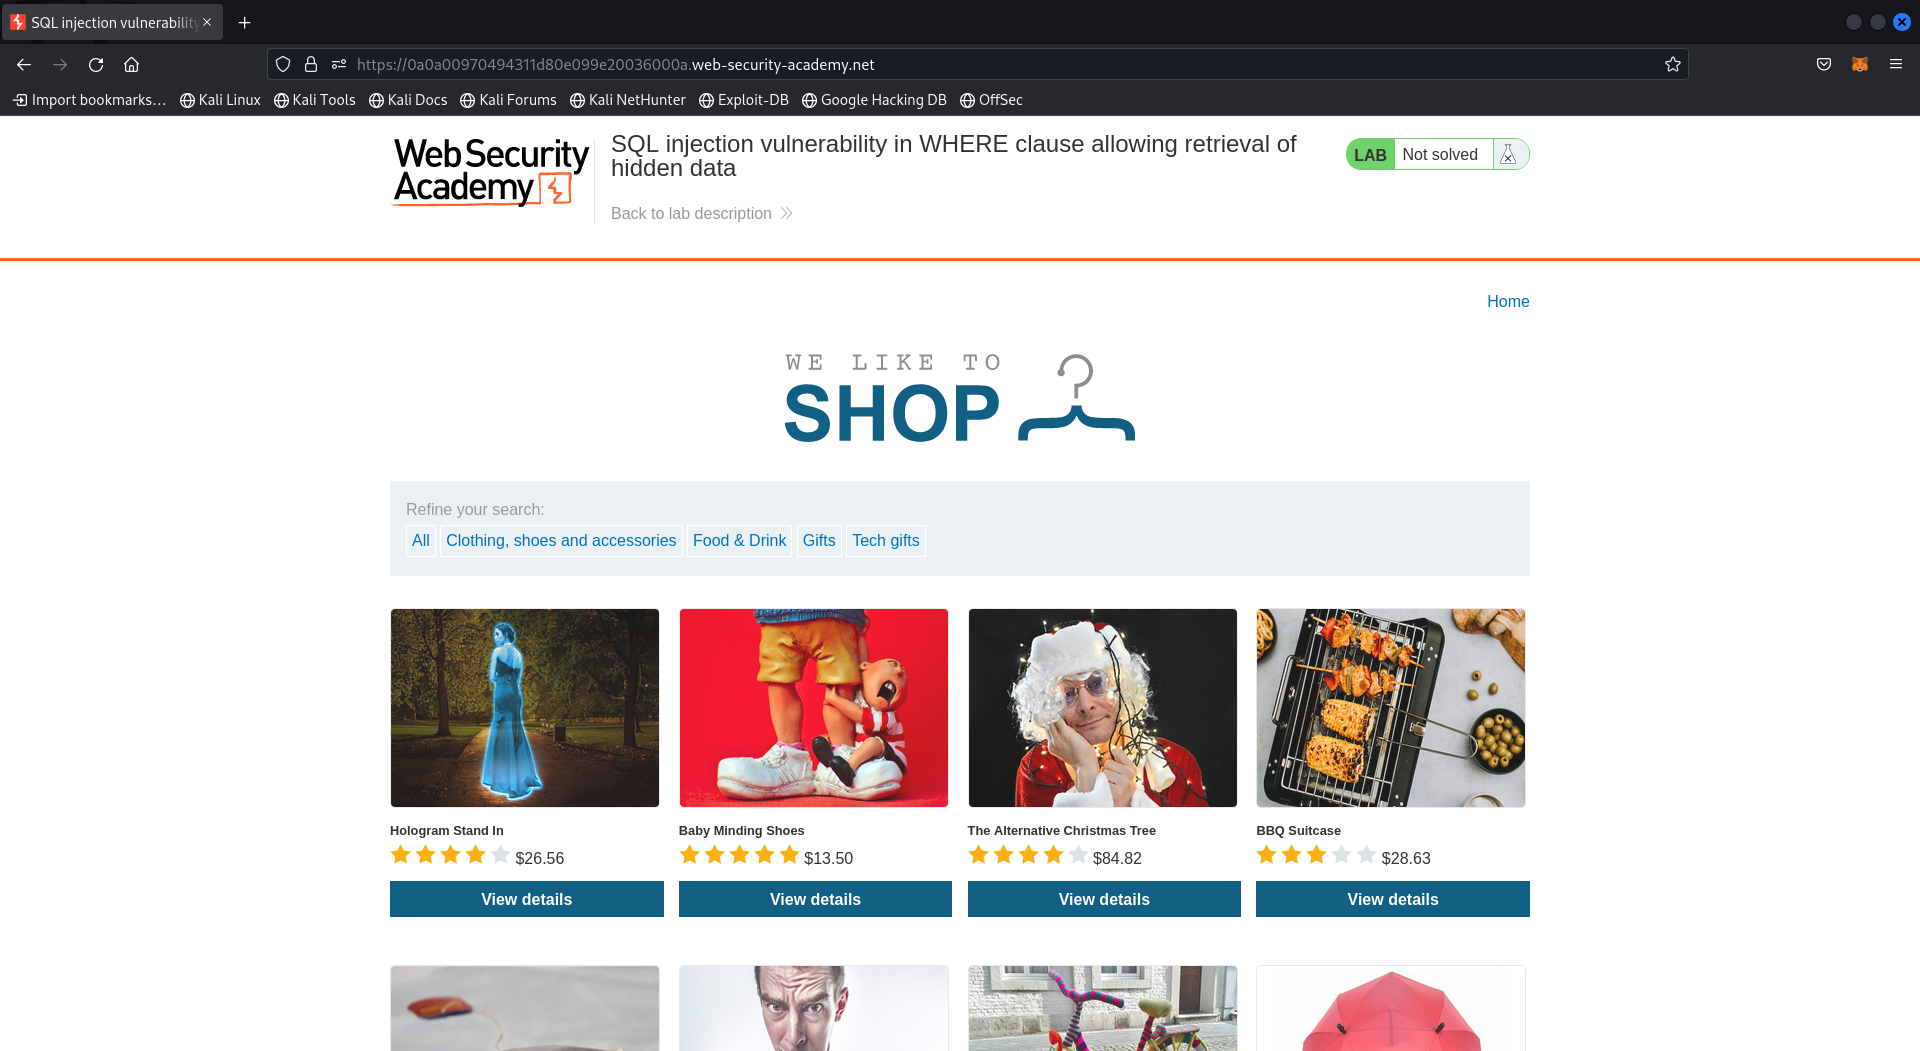 SQL injection vulnerability
https://0a0a00970494311d80e099e20036000a.web-security-academy.net
Import bookmarks... Kali Linux Kali Tools Kali Docs Kali Forums Kali NetHunter Exploit-DB Google Hacking DB OffSec
Web Security
Academy
SQL injection vulnerability in WHERE clause allowing retrieval of
hidden data
Back to lab description
LAB Not solved
Home
WE LIKE TO
SHOP
Refine your search:
All Clothing, shoes and accessories Food & Drink Gifts Tech gifts
Hologram Stand In
$26.56
View details
Baby Minding Shoes
$13.50
View details
The Alternative Christmas Tree
$84.82
View details
BBQ Suitcase
$28.63
View details